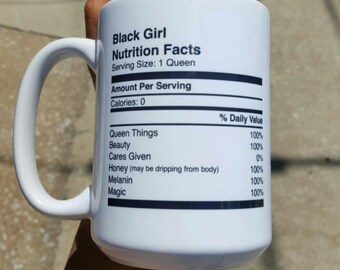 Black Girl
Nutrition Facts
Serving Size: 1 Queen
Amount Per Serving
Calories: 0
% Daily Value
Queen Things 100%
Beauty 100%
Cares Given 0%
Honey (may be dripping from body) 100%
Melanin 100%
Magic 100%